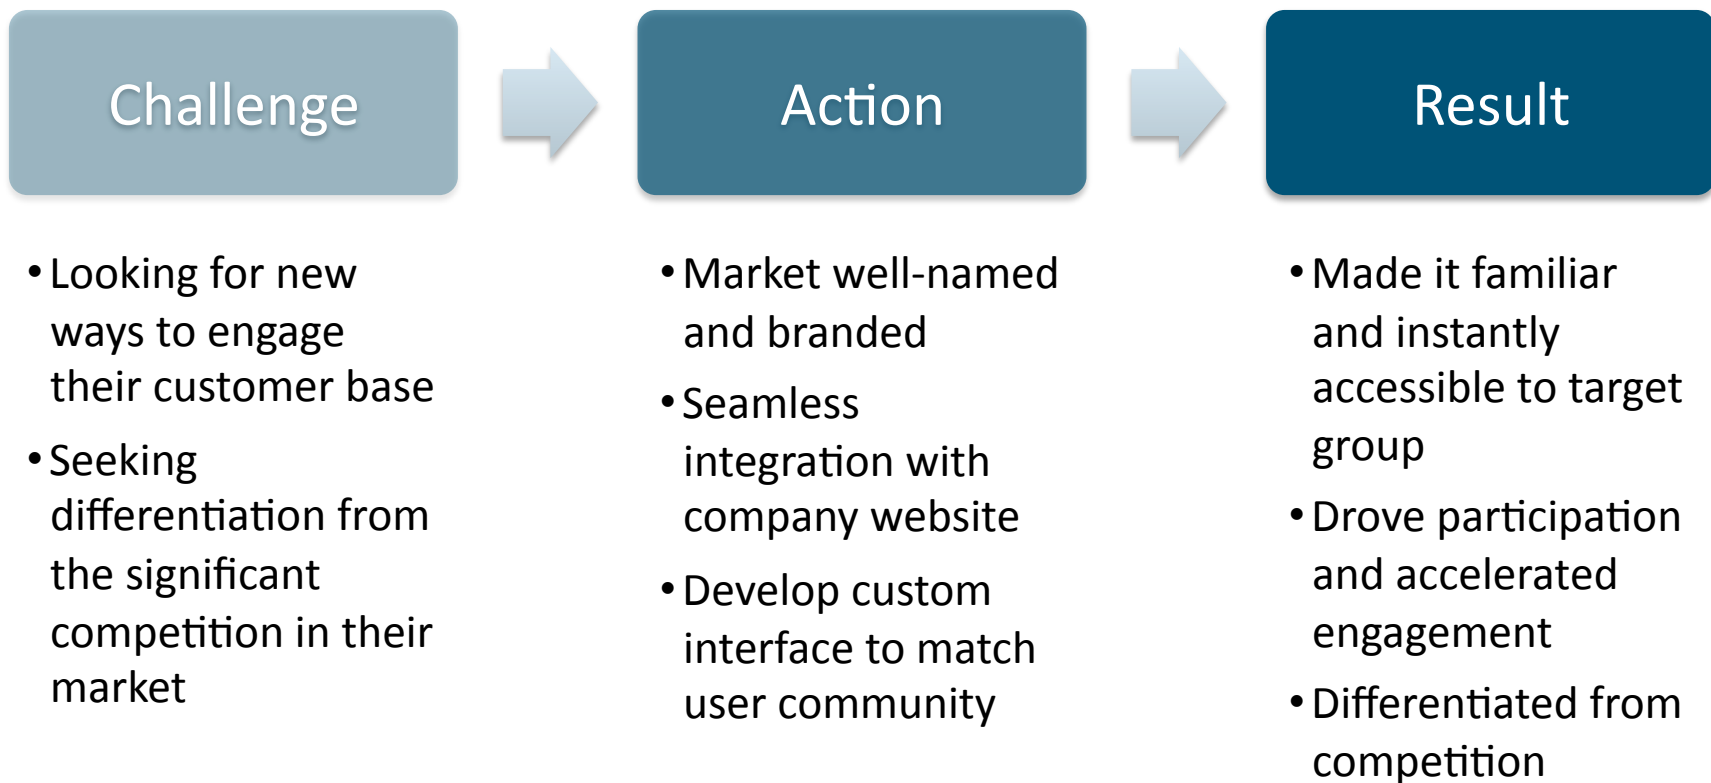 Challenge
Action
Result
• Looking for new
ways to engage
their customer base
• Seeking
differentiation from
the significant
competition in their
market
• Market well-named
and branded
• Seamless
integration with
company website
• Develop custom
interface to match
user community
• Made it familiar
and instantly
accessible to target
group
• Drove participation
and accelerated
engagement
• Differentiated from
competition